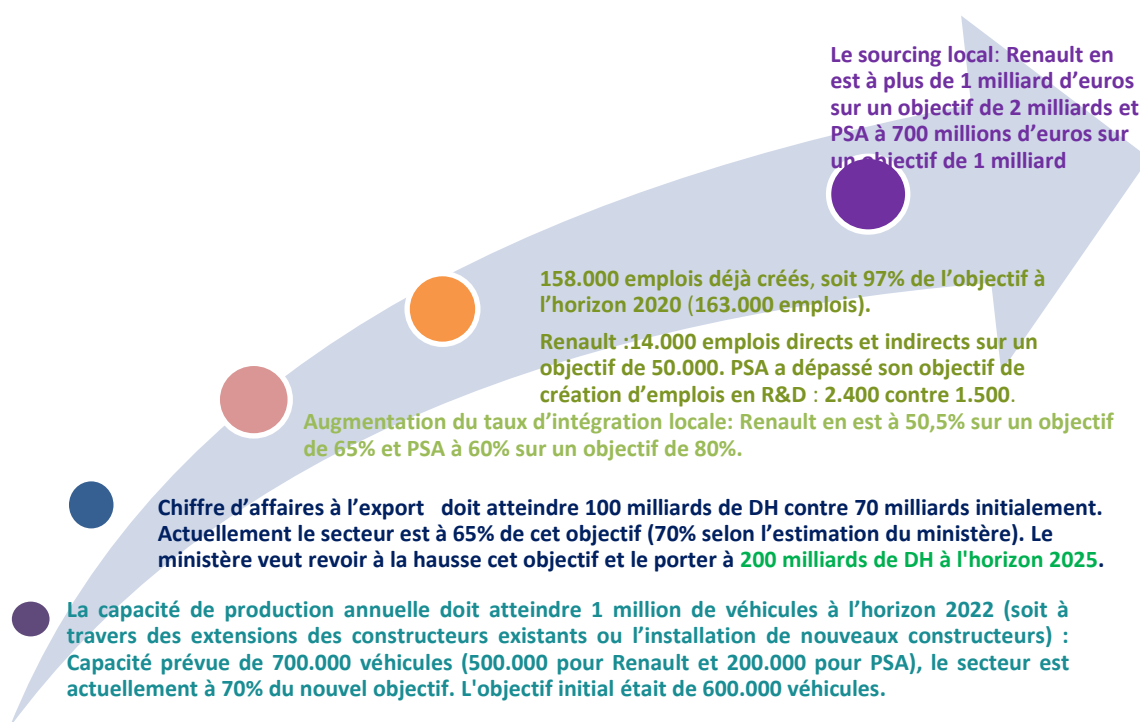 Le sourcing local: Renault en
est à plus de 1 milliard d’euros
sur un objectif de 2 milliards et
PSA à 700 millions d’euros sur
un objectif de 1 milliard
158.000 emplois déjà créés, soit 97% de l’objectif à
l’horizon 2020 (163.000 emplois).
Renault :14.000 emplois directs et indirects sur un
objectif de 50.000. PSA a dépassé son objectif de
création d’emplois en R&D : 2.400 contre 1.500.
Augmentation du taux d’intégration locale: Renault en est à 50,5% sur un objectif
de 65% et PSA à 60% sur un objectif de 80%.
Chiffre d’affaires à l’export doit atteindre 100 milliards de DH contre 70 milliards initialement.
Actuellement le secteur est à 65% de cet objectif (70% selon l’estimation du ministère). Le
ministère veut revoir à la hausse cet objectif et le porter à 200 milliards de DH à l'horizon 2025.
La capacité de production annuelle doit atteindre 1 million de véhicules à l’horizon 2022 (soit à
travers des extensions des constructeurs existants ou l’installation de nouveaux constructeurs) :
Capacité prévue de 700.000 véhicules (500.000 pour Renault et 200.000 pour PSA), le secteur est
actuellement à 70% du nouvel objectif. L'objectif initial était de 600.000 véhicules.